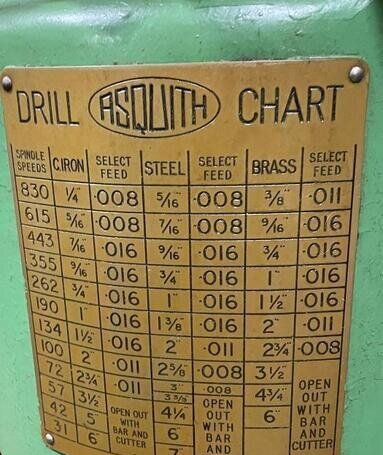 DRILL ASQUITH CHART
SPINDLE SPEEDS C.IRON SELECT FEED STEEL SELECT FEED BRASS SELECT FEED
830 1/4" ·008 5/16" ·008 3/8" ·011
615 5/16" ·008 7/16" ·008 9/16" ·016
443 7/16" ·016 9/16" ·016 3/4" ·016
355 9/16" ·016 3/4" ·016 1" ·016
262 3/4" ·016 1" ·016 1 1/2" ·016
190 1" ·016 1 3/8" ·016 2" ·011
134 1 1/2" ·016 2" ·011 2 3/4" ·008
100 2" ·011 2 5/8" ·008 3 1/2"
72 2 3/4" ·011 3" ·008 4 3/4"
57 3 1/2" 3 5/8" 6"
42 5" 4 1/4"
31 6" 6"
OPEN OUT
WITH
BAR AND
CUTTER
OPEN
OUT
WITH
BAR
AND
OPEN
OUT
WITH
BAR
AND
CUTTER